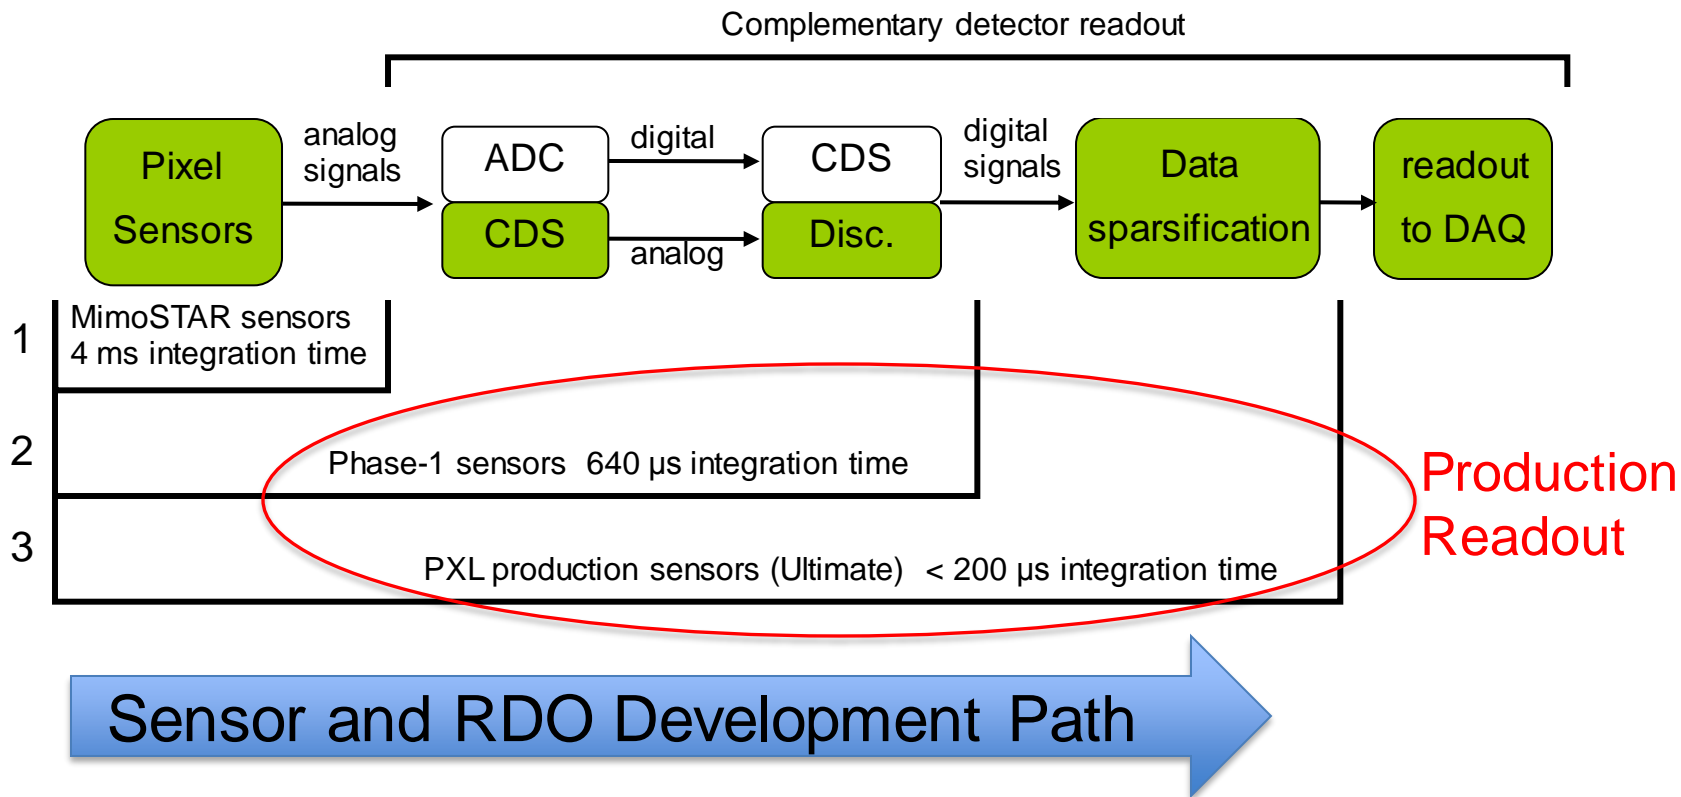 Complementary detector readout
Pixel
Sensors
analog
signals
ADC
CDS
digital
analog
CDS
Disc.
digital
signals
Data
sparsification
readout
to DAQ
1
MimoSTAR sensors
4 ms integration time
2
Phase-1 sensors 640 µs integration time
3
PXL production sensors (Ultimate) < 200 µs integration time
Production
Readout
Sensor and RDO Development Path